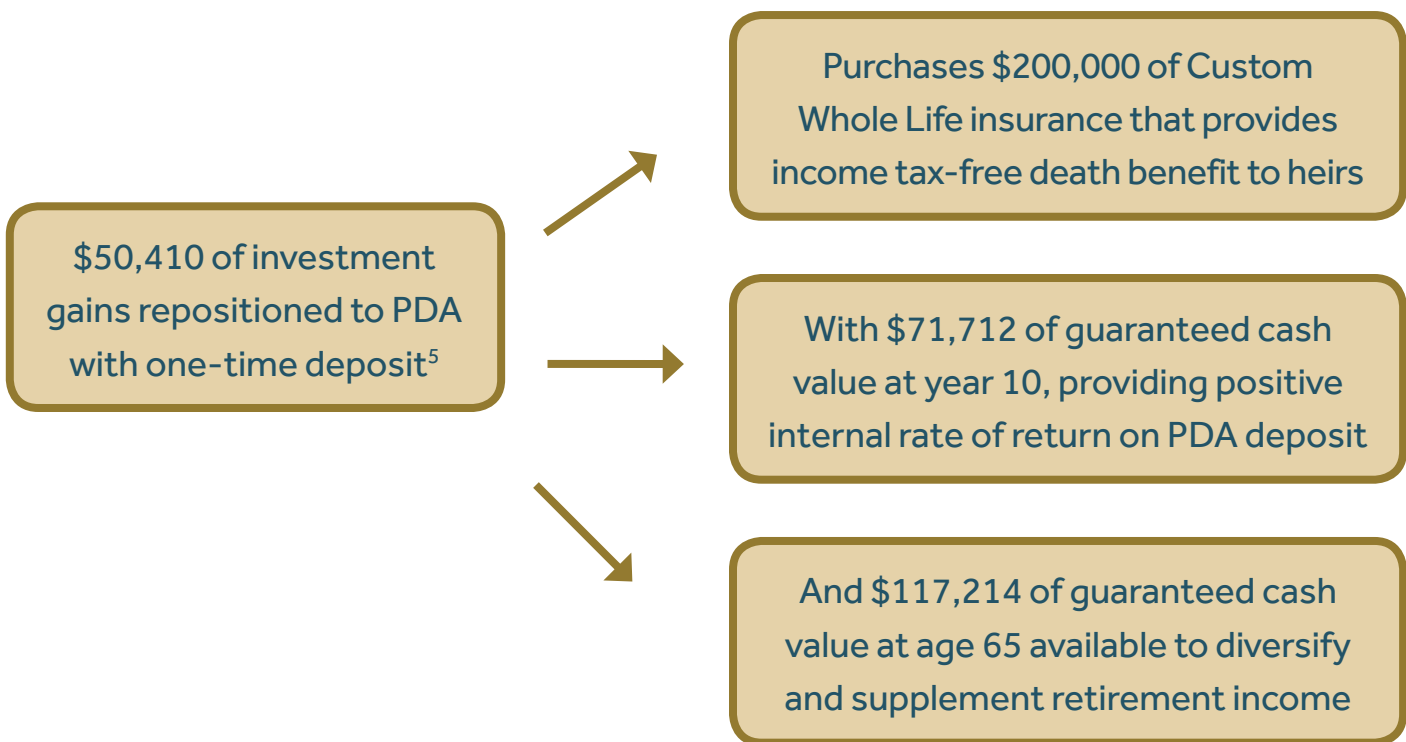 $50,410 of investment
gains repositioned to PDA
with one-time deposit⁵
Purchases $200,000 of Custom
Whole Life insurance that provides
income tax-free death benefit to heirs
With $71,712 of guaranteed cash
value at year 10, providing positive
internal rate of return on PDA deposit
And $117,214 of guaranteed cash
value at age 65 available to diversify
and supplement retirement income